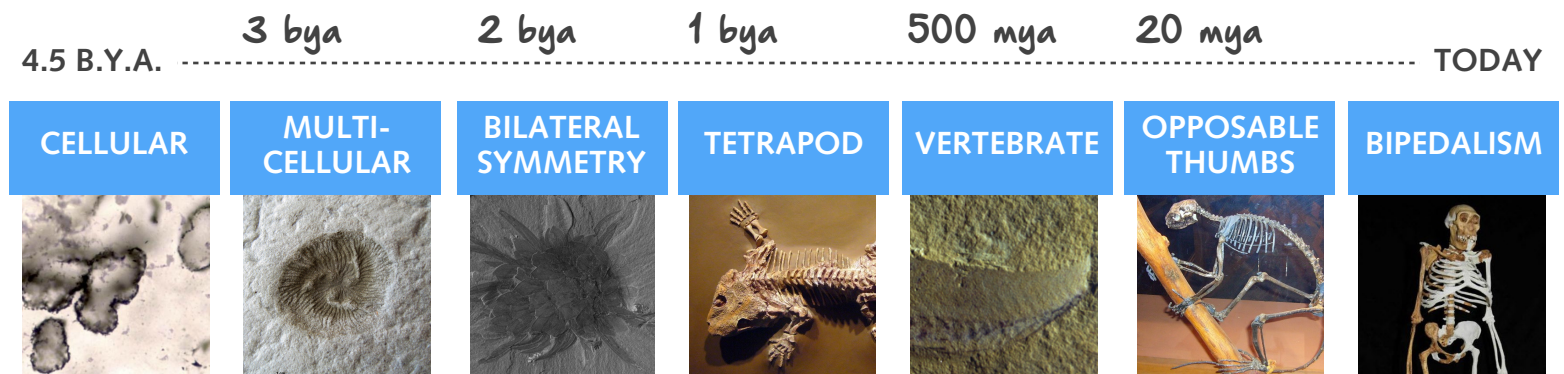 3 bya 2 bya 1 bya 500 mya 20 mya
4.5 B.Y.A. TODAY
CELLULAR
MULTI-
CELLULAR
BILATERAL
SYMMETRY
TETRAPOD
VERTEBRATE
OPPOSABLE
THUMBS
BIPEDALISM